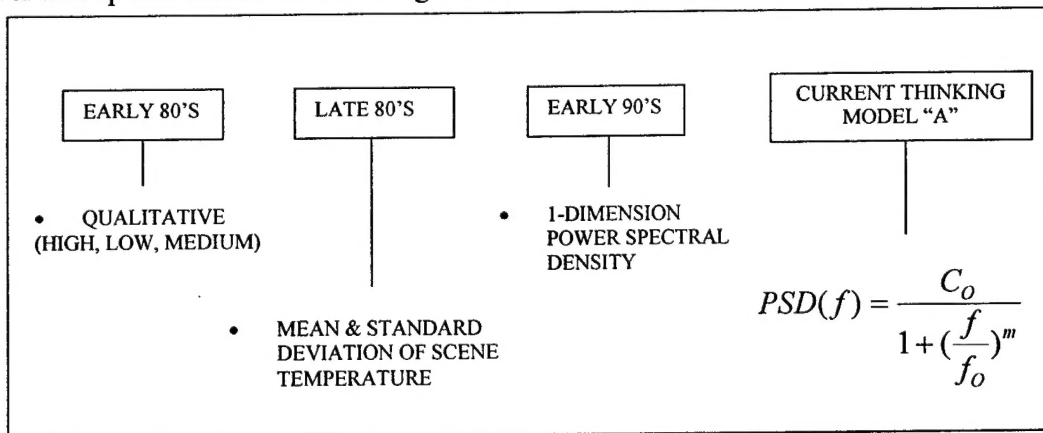 EARLY 80'S
LATE 80'S
EARLY 90'S
CURRENT THINKING
MODEL "A"
• QUALITATIVE
(HIGH, LOW, MEDIUM)
• MEAN & STANDARD
DEVIATION OF SCENE
TEMPERATURE
• 1-DIMENSION
POWER SPECTRAL
DENSITY
PSD(f) = C_O / (1 + (f / f_O)^m)